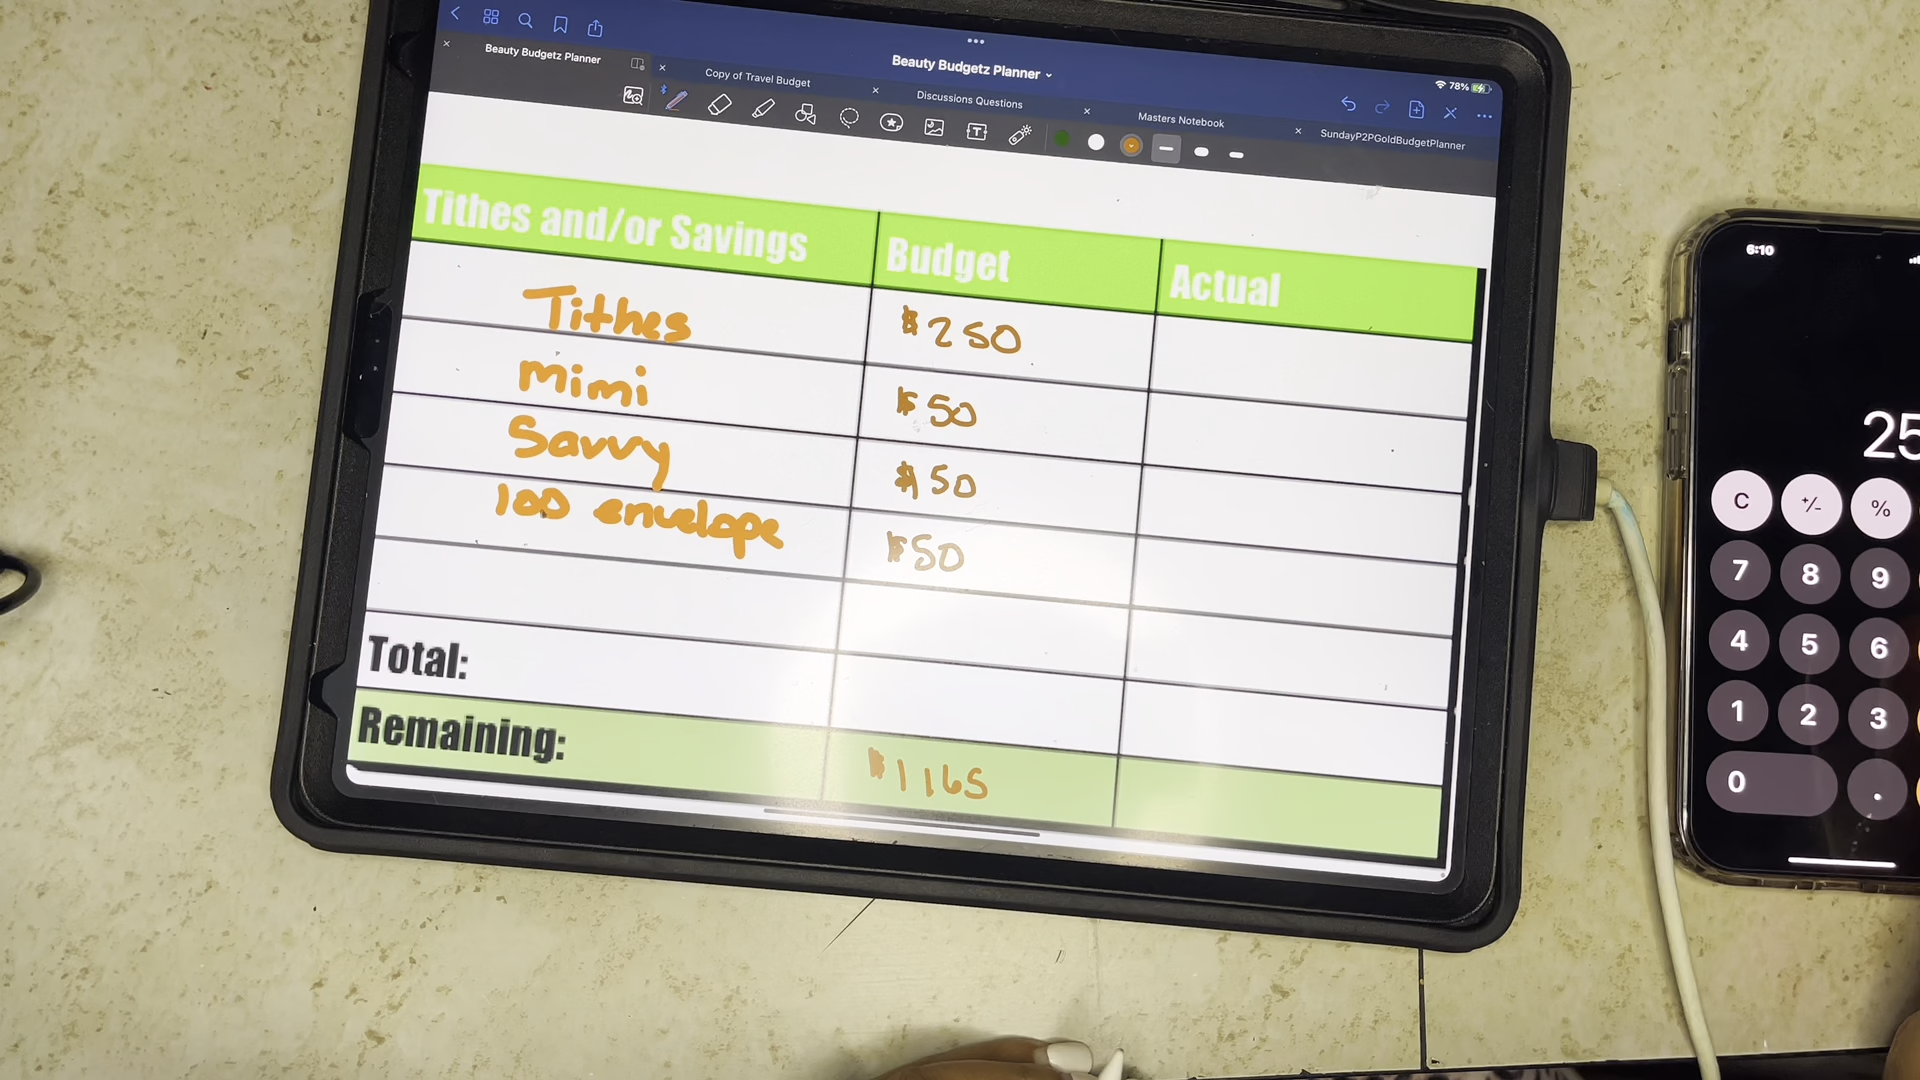 Beauty Budgetz Planner
78%
Beauty Budgetz Planner
Copy of Travel Budget
Discussions Questions
Masters Notebook
SundayP2PGoldBudgetPlanner
T
Tithes and/or Savings Budget Actual
Tithes $250
Mimi $50
Savvy $50
100 envelope $50
Total:
Remaining: $1165
6:10
25
C +/- %
7 8 9
4 5 6
1 2 3
0 .